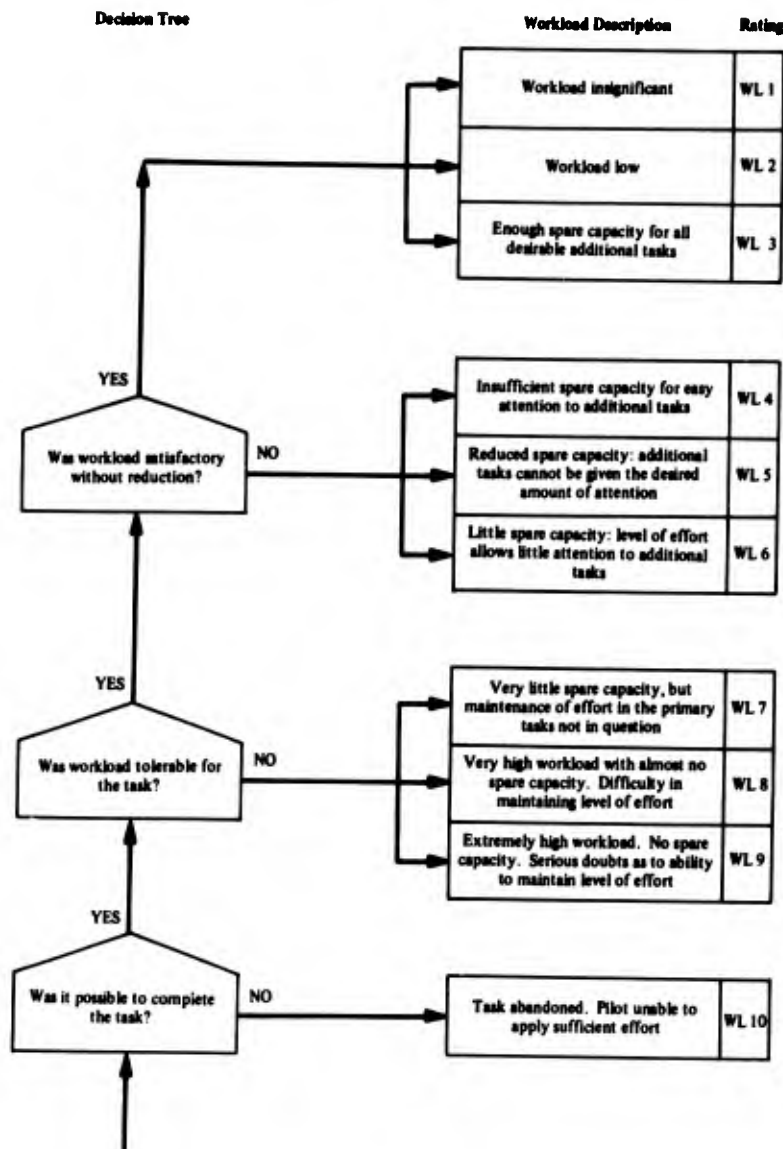 Decision Tree
Workload Description
Rating
Workload insignificant
WL 1
Workload low
WL 2
Enough spare capacity for all
desirable additional tasks
WL 3
YES
Was workload satisfactory
without reduction?
NO
Insufficient spare capacity for easy
attention to additional tasks
WL 4
Reduced spare capacity: additional
tasks cannot be given the desired
amount of attention
WL 5
Little spare capacity: level of effort
allows little attention to additional
tasks
WL 6
YES
Was workload tolerable for
the task?
NO
Very little spare capacity, but
maintenance of effort in the primary
tasks not in question
WL 7
Very high workload with almost no
spare capacity. Difficulty in
maintaining level of effort
WL 8
Extremely high workload. No spare
capacity. Serious doubts as to ability
to maintain level of effort
WL 9
YES
Was it possible to complete
the task?
NO
Task abandoned. Pilot unable to
apply sufficient effort
WL 10